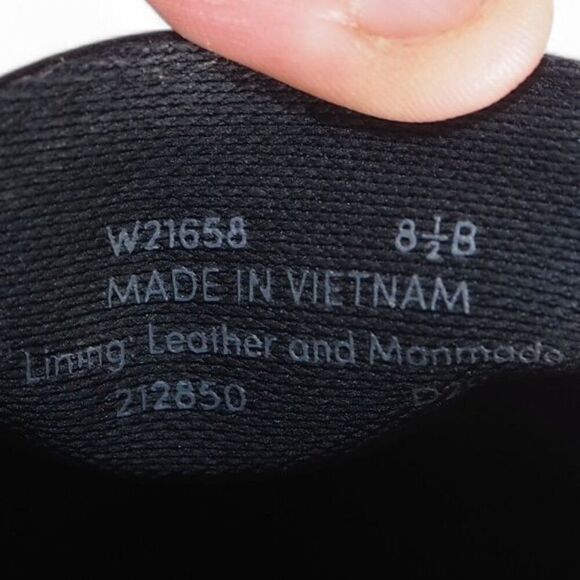 W21658 8½B
MADE IN VIETNAM
Lining: Leather and Manmade
212850